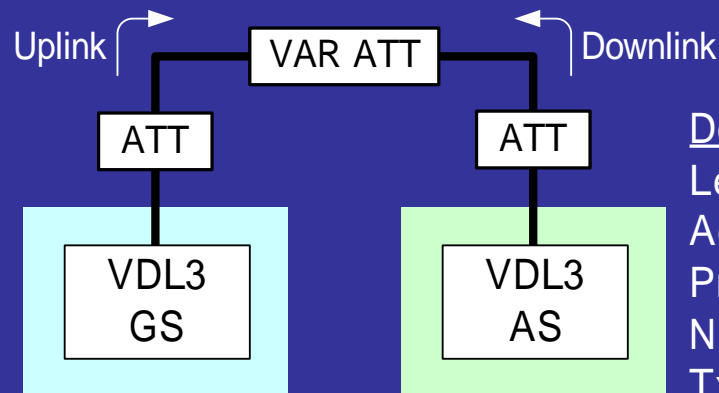 Uplink
VAR ATT
Downlink
ATT
ATT
VDL3
GS
VDL3
AS